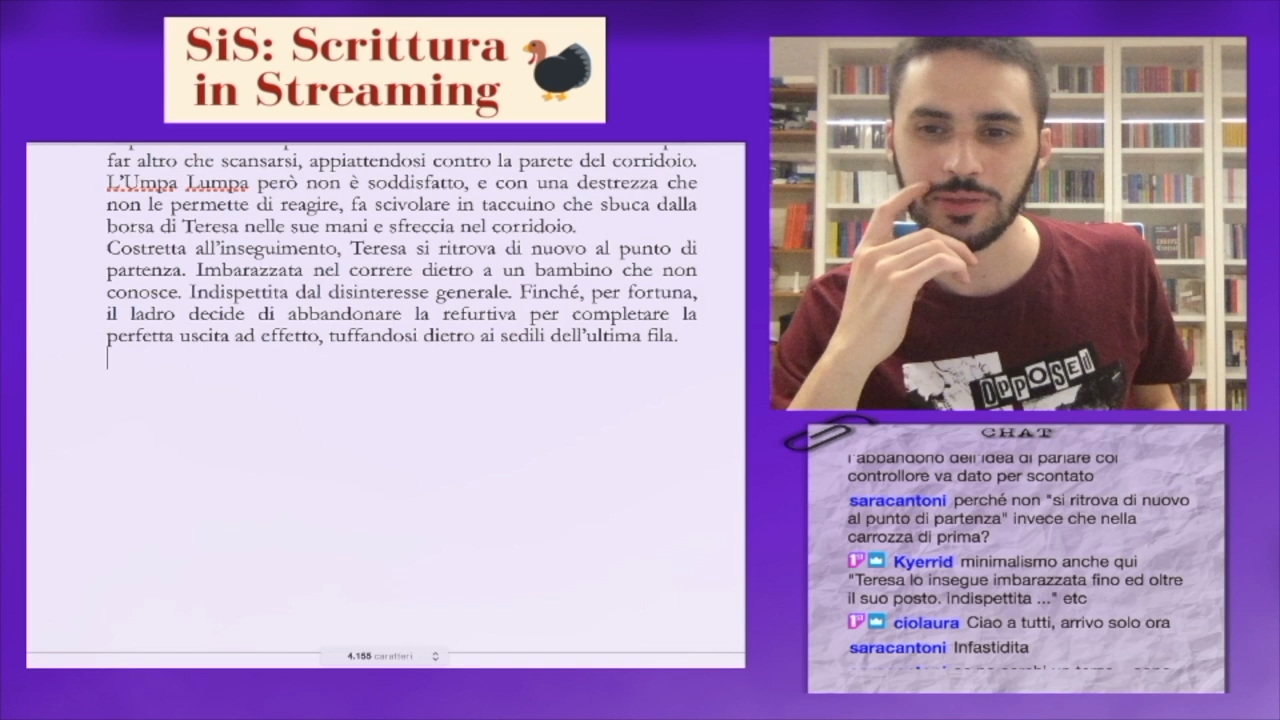 SiS: Scrittura
in Streaming
far altro che scansarsi, appiattendosi contro la parete del corridoio.
L'Umpa Lumpa però non è soddisfatto, e con una destrezza che
non le permette di reagire, fa scivolare in taccuino che sbuca dalla
borsa di Teresa nelle sue mani e sfreccia nel corridoio.
Costretta all'inseguimento, Teresa si ritrova di nuovo al punto di
partenza. Imbarazzata nel correre dietro a un bambino che non
conosce. Indispettita dal disinteresse generale. Finché, per fortuna,
il ladro decide di abbandonare la refurtiva per completare la
perfetta uscita ad effetto, tuffandosi dietro ai sedili dell'ultima fila.
4.155 caratteri
OPPOSED
CHAT
l'abbandono dell'idea di parlare col
controllore va dato per scontato
saracantoni perché non "si ritrova di nuovo
al punto di partenza" invece che nella
carrozza di prima?
Kyerrid minimalismo anche qui
"Teresa lo insegue imbarazzata fino ed oltre
il suo posto. Indispettita ..." etc
ciolaura Ciao a tutti, arrivo solo ora
saracantoni Infastidita